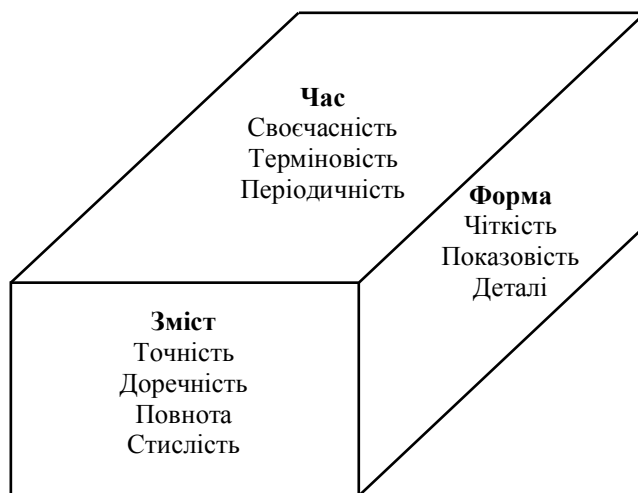 Час
Своєчасність
Терміновість
Періодичність
Форма
Чіткість
Показовість
Деталі
Зміст
Точність
Доречність
Повнота
Стислість